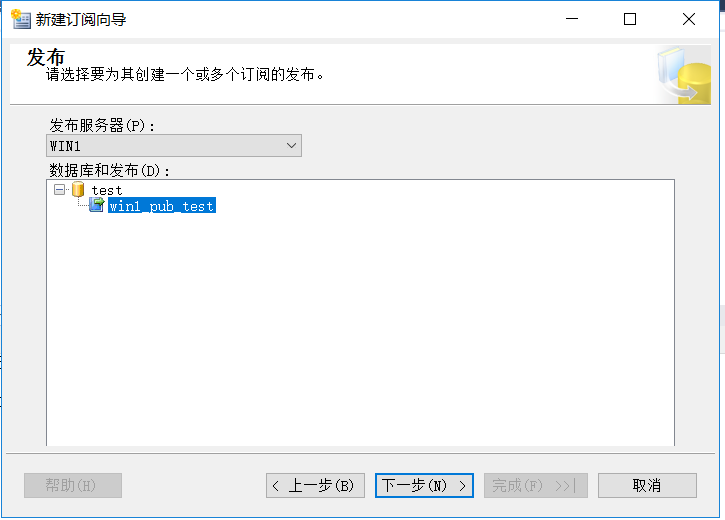 新建订阅向导
发布
请选择要为其创建一个或多个订阅的发布。
发布服务器(P):
WIN1
数据库和发布(D):
test
win1_pub_test
帮助(H)
< 上一步(B)
下一步(N) >
完成(F) >>|
取消